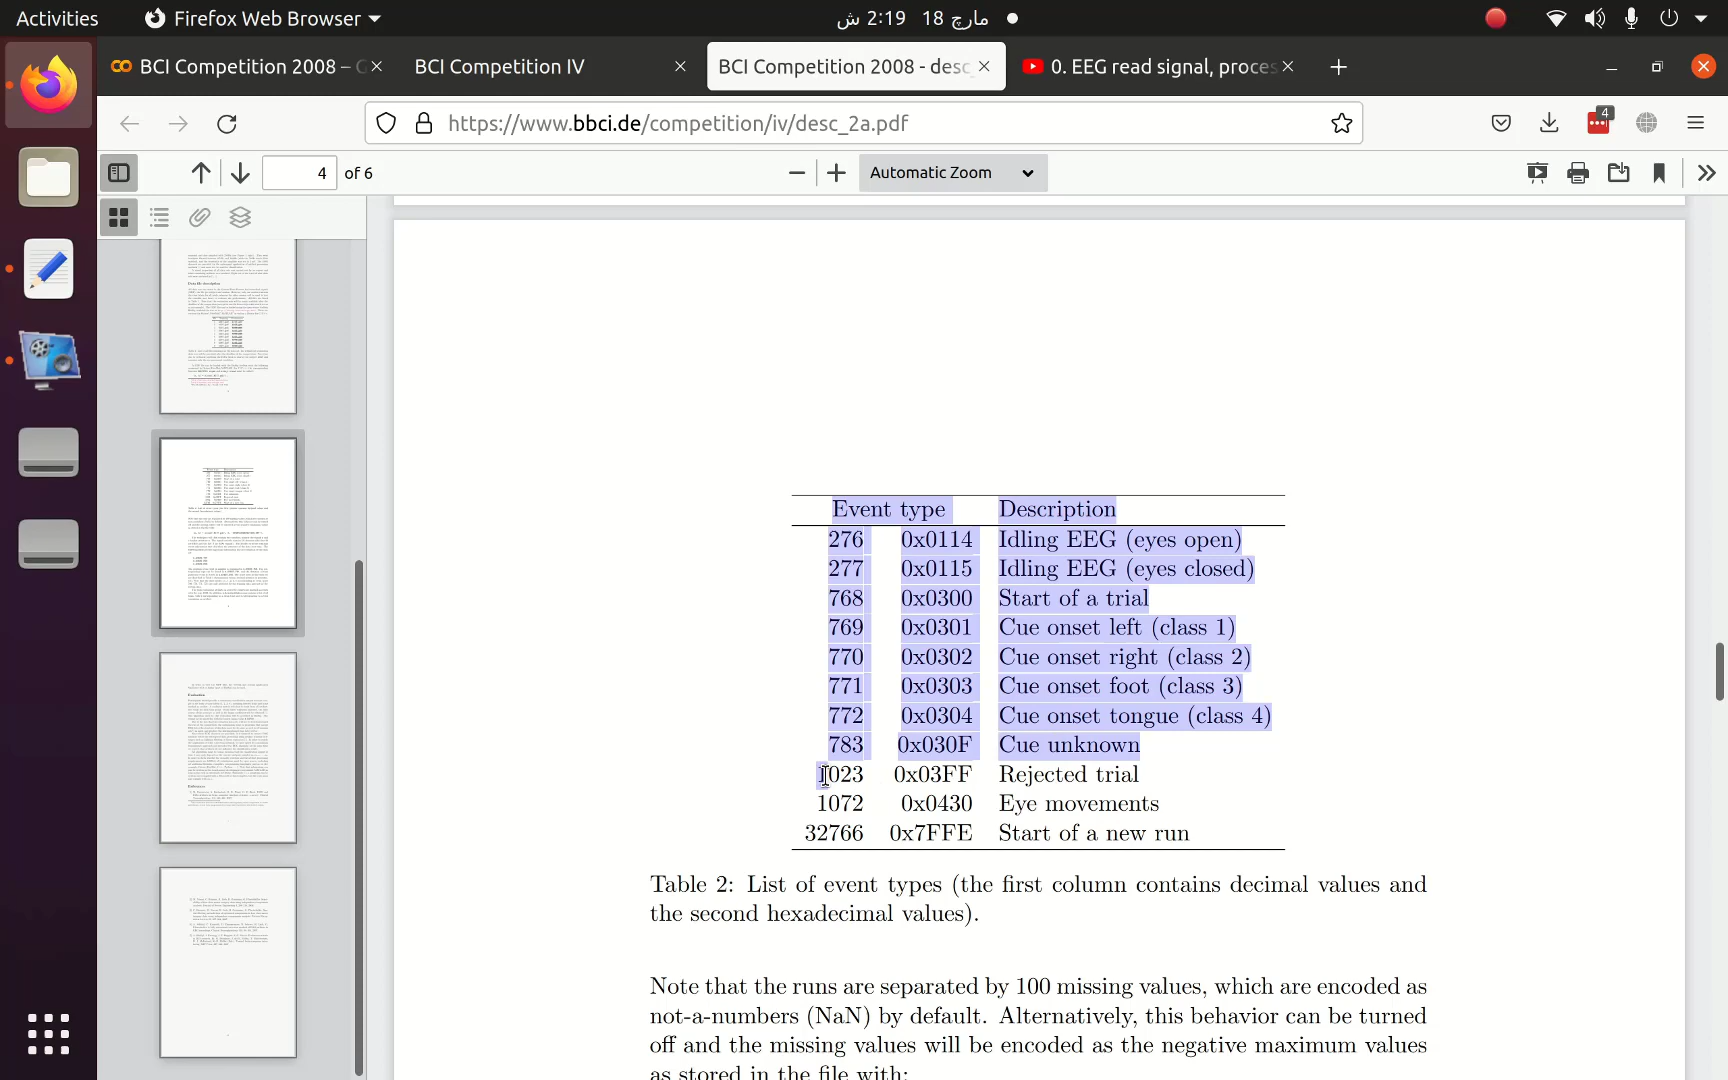 Activities
Firefox Web Browser
مارچ 18  2:19 ش
BCI Competition 2008 – C
BCI Competition IV
BCI Competition 2008 - desc
0. EEG read signal, proces
https://www.bbci.de/competition/iv/desc_2a.pdf
4
4 of 6
Automatic Zoom
Event type Description
276 0x0114 Idling EEG (eyes open)
277 0x0115 Idling EEG (eyes closed)
768 0x0300 Start of a trial
769 0x0301 Cue onset left (class 1)
770 0x0302 Cue onset right (class 2)
771 0x0303 Cue onset foot (class 3)
772 0x0304 Cue onset tongue (class 4)
783 0x030F Cue unknown
1023 0x03FF Rejected trial
1072 0x0430 Eye movements
32766 0x7FFE Start of a new run
Table 2: List of event types (the first column contains decimal values and
the second hexadecimal values).
Note that the runs are separated by 100 missing values, which are encoded as
not-a-numbers (NaN) by default. Alternatively, this behavior can be turned
off and the missing values will be encoded as the negative maximum values
as stored in the file with: